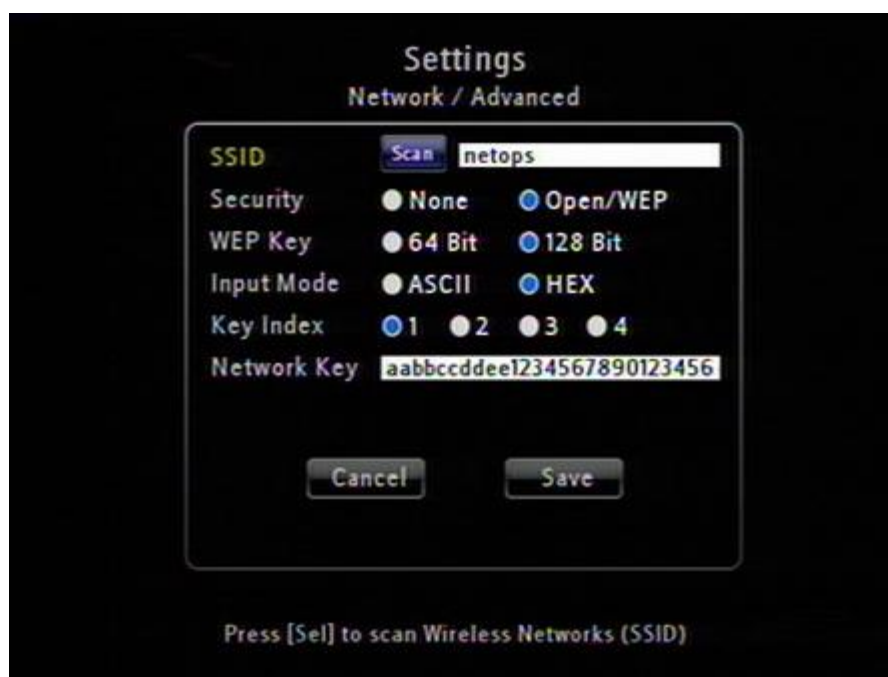 Settings
Network / Advanced
SSID Scan netops
Security None Open/WEP
WEP Key 64 Bit 128 Bit
Input Mode ASCII HEX
Key Index 1 2 3 4
Network Key aabbccddee1234567890123456
Cancel Save
Press [Sel] to scan Wireless Networks (SSID)